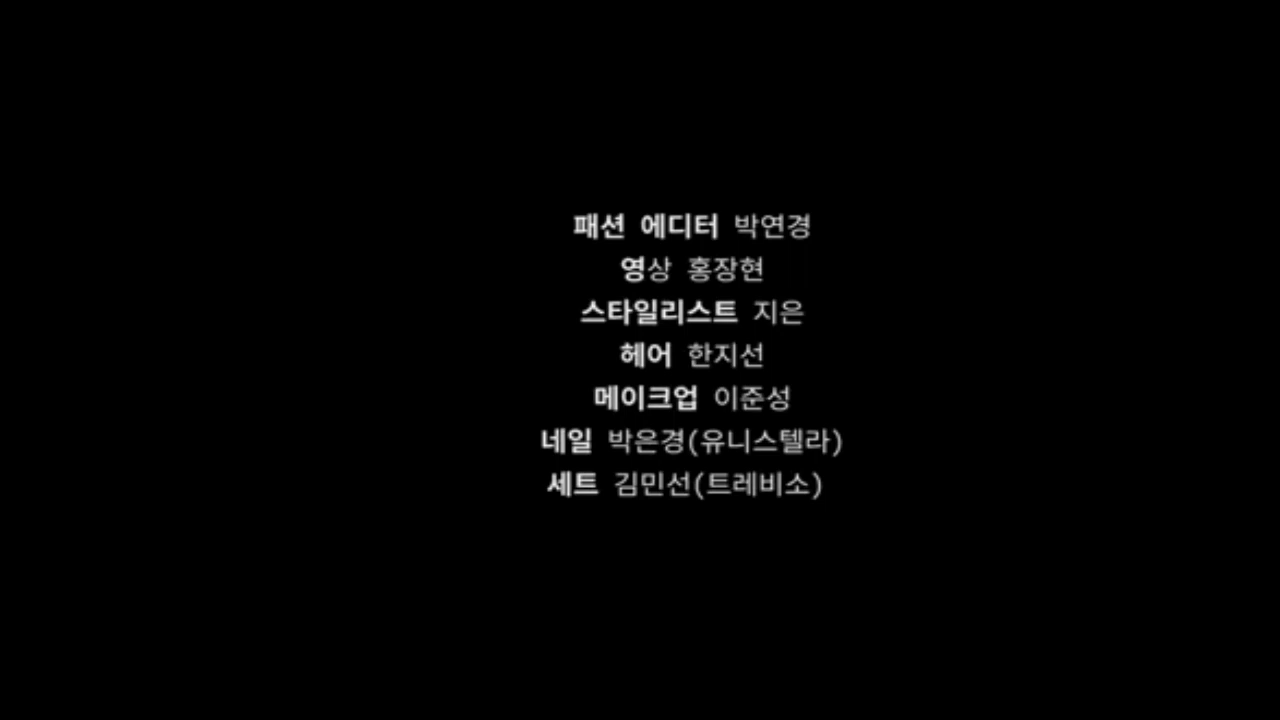 패션 에디터 박연경
영상 홍장현
스타일리스트 지은
헤어 한지선
메이크업 이준성
네일 박은경(유니스텔라)
세트 김민선(트레비소)